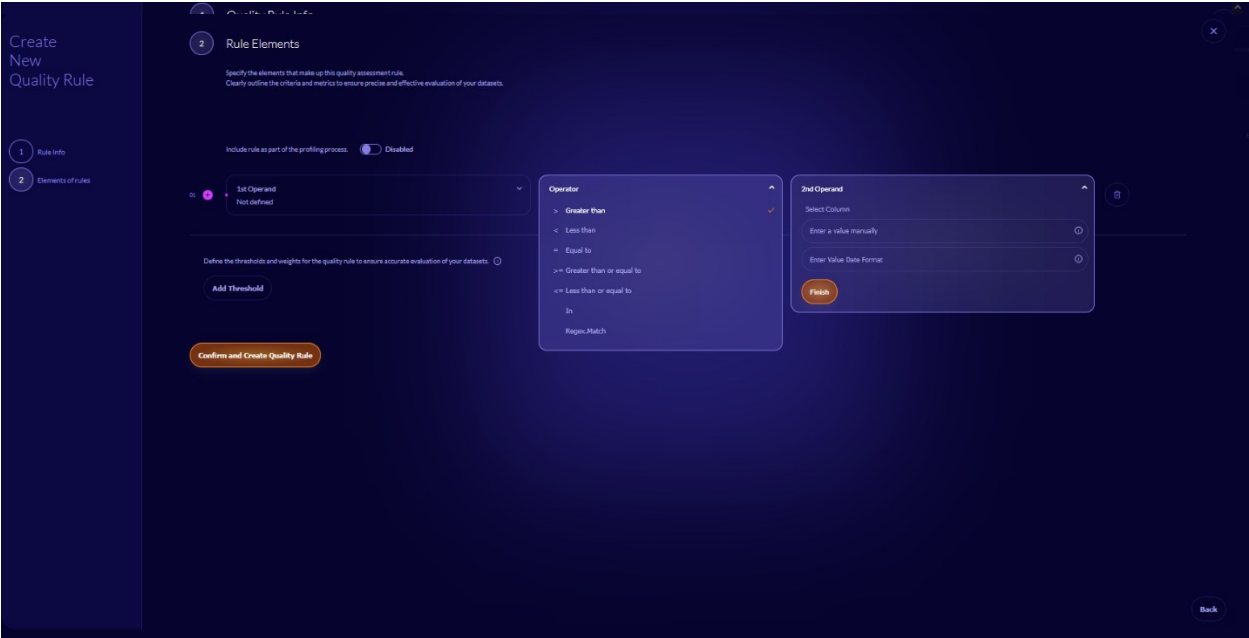 Create
New
Quality Rule
1 Rule Info
2 Elements of rules
Quality Rule Info
2 Rule Elements
Specify the elements that make up this quality assessment rule.
Clearly outline the criteria and metrics to ensure precise and effective evaluation of your datasets.
Include rule as part of the profiling process. Disabled
1st Operand
Not defined
Operator
> Greater than
< Less than
= Equal to
>= Greater than or equal to
<= Less than or equal to
In
Regex.Match
2nd Operand
Select Column
Enter a value manually
Enter Value Date Format
Finish
Define the thresholds and weights for the quality rule to ensure accurate evaluation of your datasets.
Add Threshold
Confirm and Create Quality Rule
Back